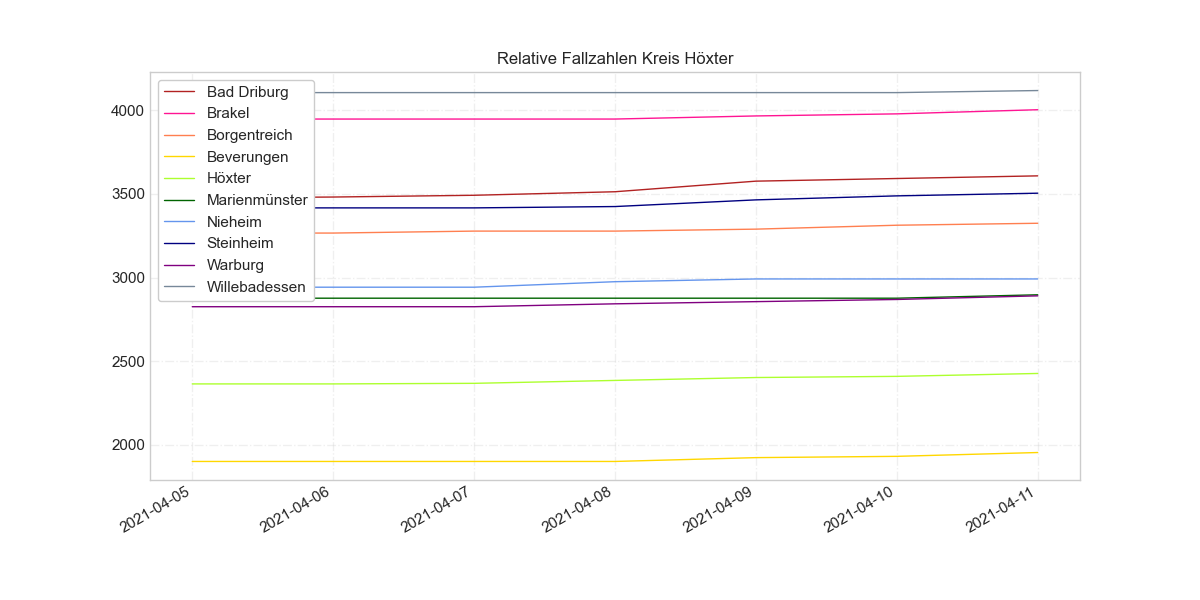 Relative Fallzahlen Kreis Höxter
Bad Driburg
Brakel
Borgentreich
Beverungen
Höxter
Marienmünster
Nieheim
Steinheim
Warburg
Willebadessen
4000
3500
3000
2500
2000
2021-04-05
2021-04-06
2021-04-07
2021-04-08
2021-04-09
2021-04-10
2021-04-11